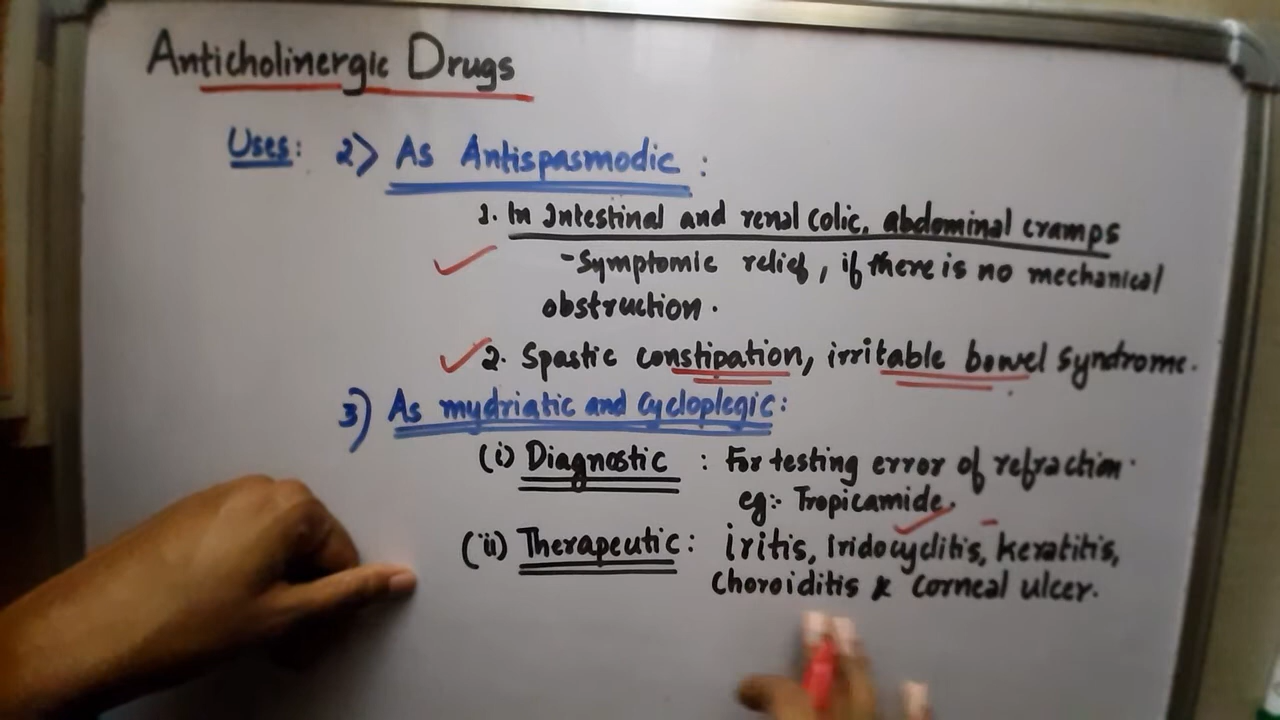 Anticholinergic Drugs
Uses: 2) As Antispasmodic:
1. In Intestinal and renal colic, abdominal cramps
-Symptomic relief, if there is no mechanical
obstruction.
2. Spastic constipation, irritable bowel syndrome.
3) As mydriatic and Cycloplegic:
(i) Diagnostic : For testing error of refraction.
eg:- Tropicamide.
(ii) Therapeutic: iritis, Iridocyclitis, keratitis,
Choroiditis & corneal ulcer.